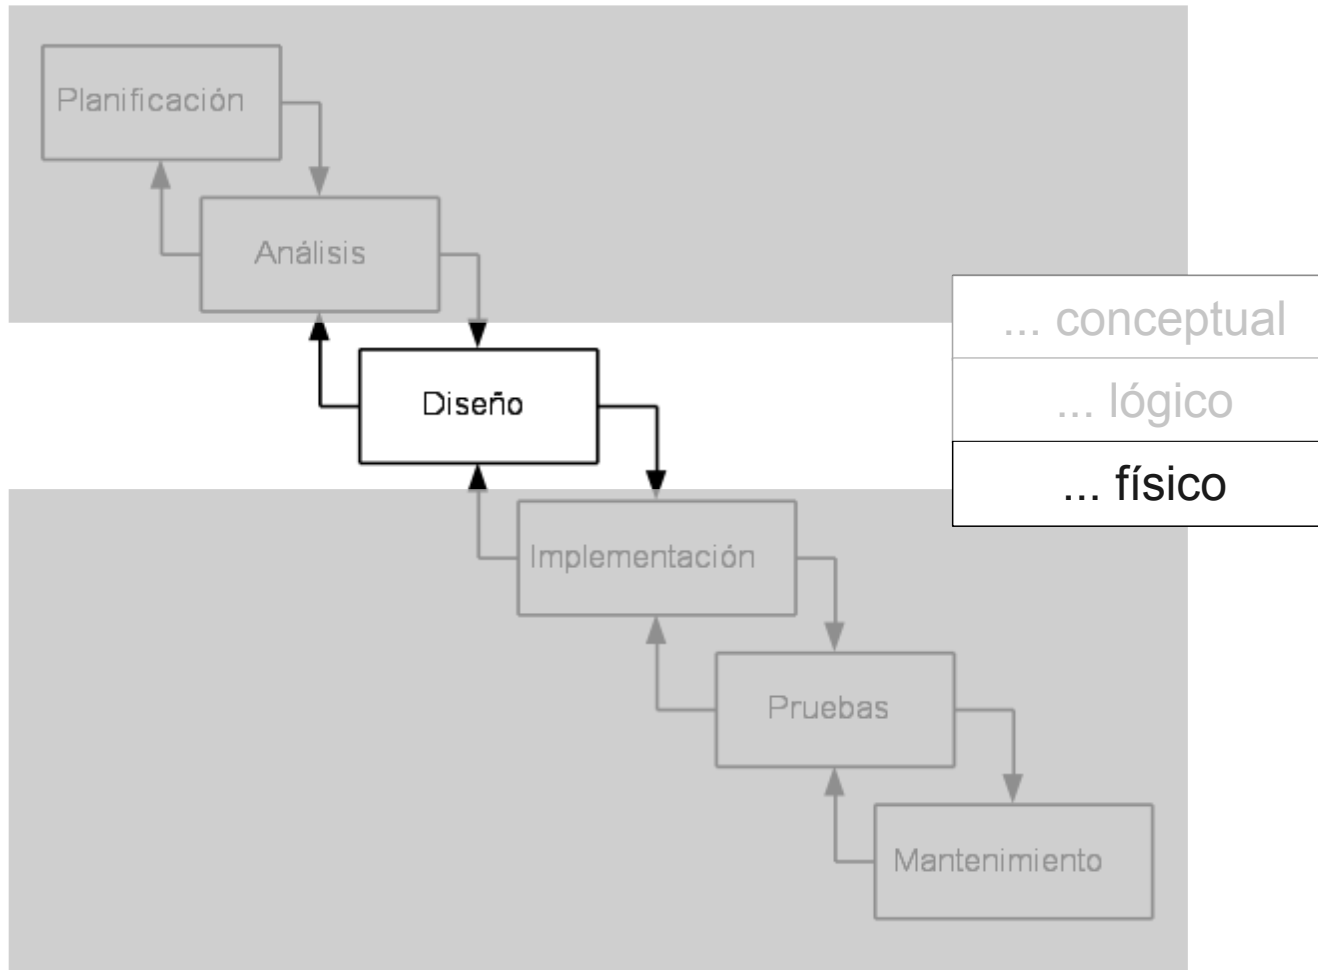 Planificación
Análisis
... conceptual
... lógico
Diseño
... físico
Implementación
Pruebas
Mantenimiento